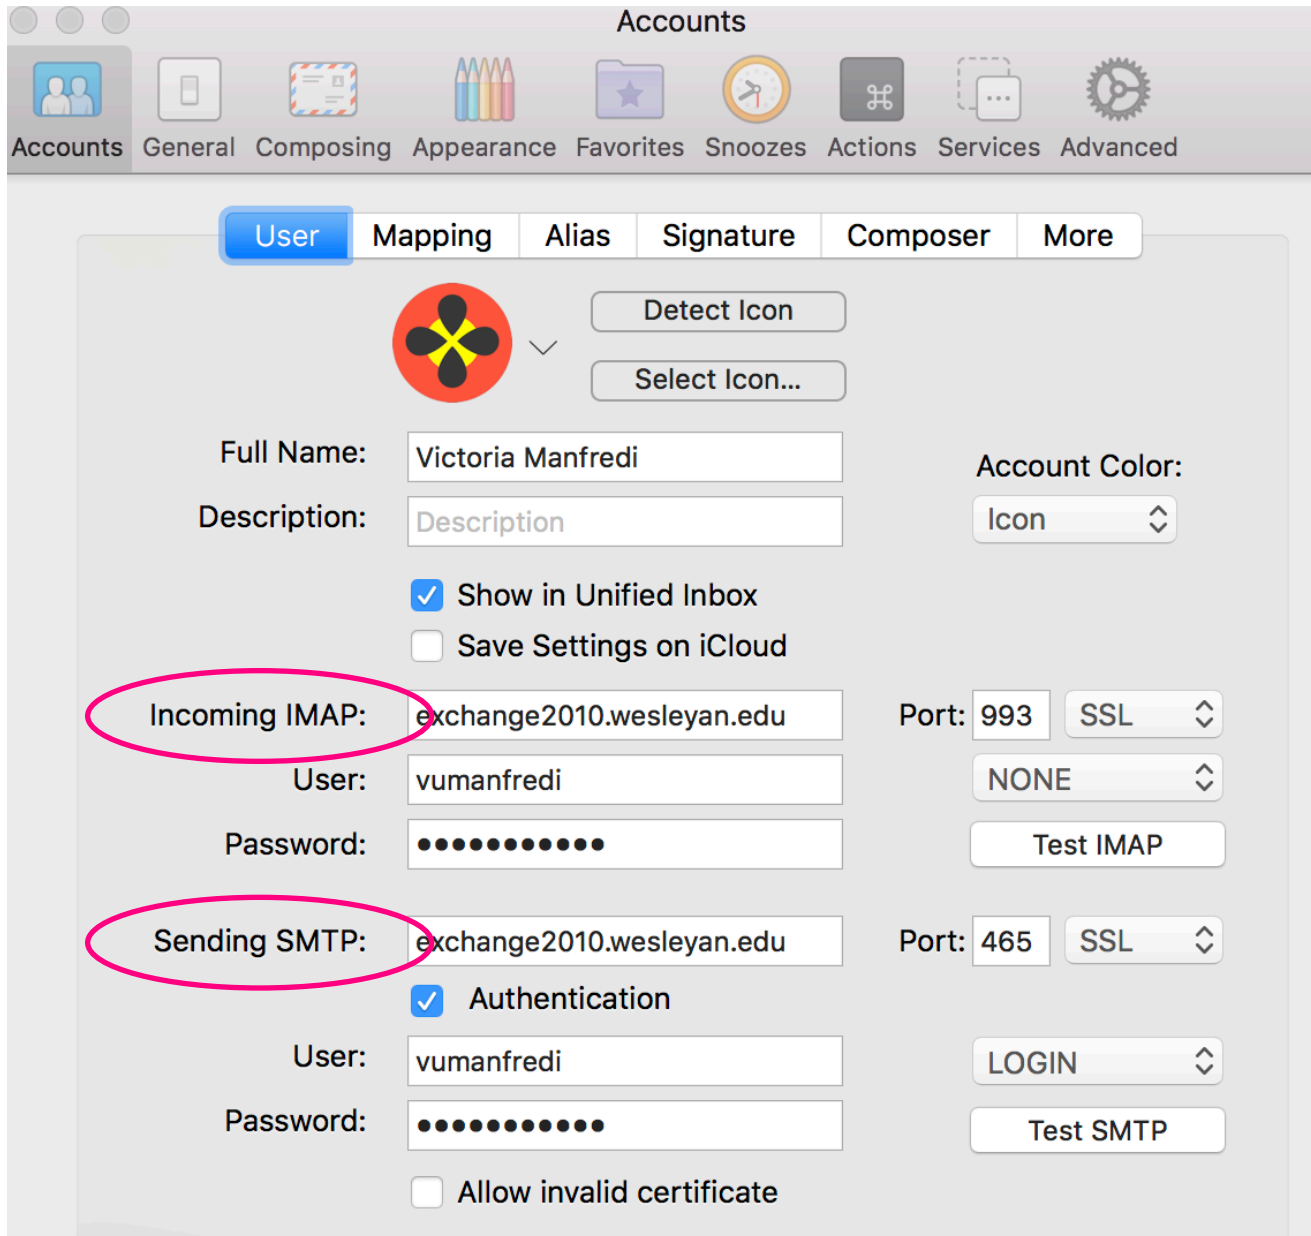 Accounts
Accounts General Composing Appearance Favorites Snoozes Actions Services Advanced
User Mapping Alias Signature Composer More
Detect Icon
Select Icon...
Full Name: Victoria Manfredi
Account Color:
Description: Description
Icon
Show in Unified Inbox
Save Settings on iCloud
Incoming IMAP: exchange2010.wesleyan.edu Port: 993 SSL
User: vumanfredi NONE
Password: ●●●●●●●●●●● Test IMAP
Sending SMTP: exchange2010.wesleyan.edu Port: 465 SSL
Authentication
User: vumanfredi LOGIN
Password: ●●●●●●●●●●● Test SMTP
Allow invalid certificate